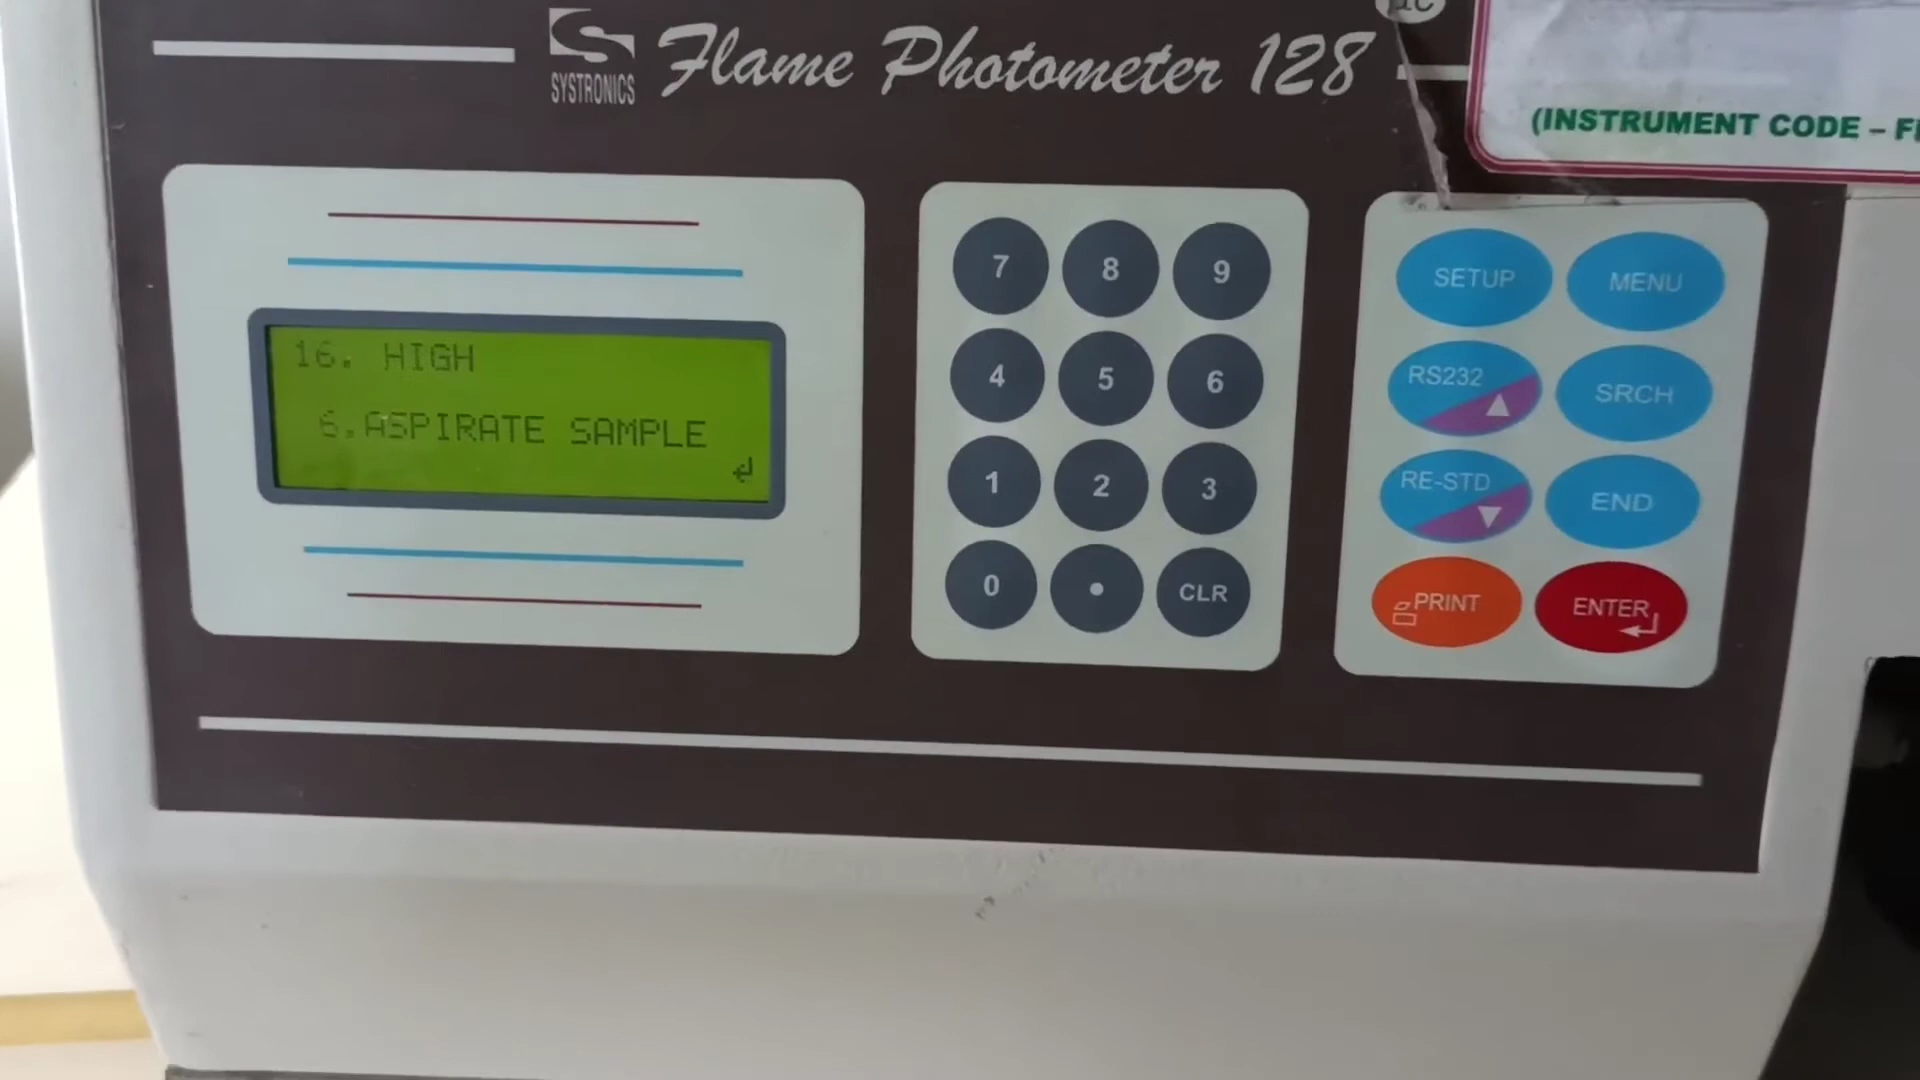 µC
SYSTRONICS
Flame Photometer 128
(INSTRUMENT CODE –
16. HIGH
6.ASPIRATE SAMPLE
7 8 9
4 5 6
1 2 3
0 • CLR
SETUP MENU
RS232 SRCH
RE-STD END
PRINT ENTER